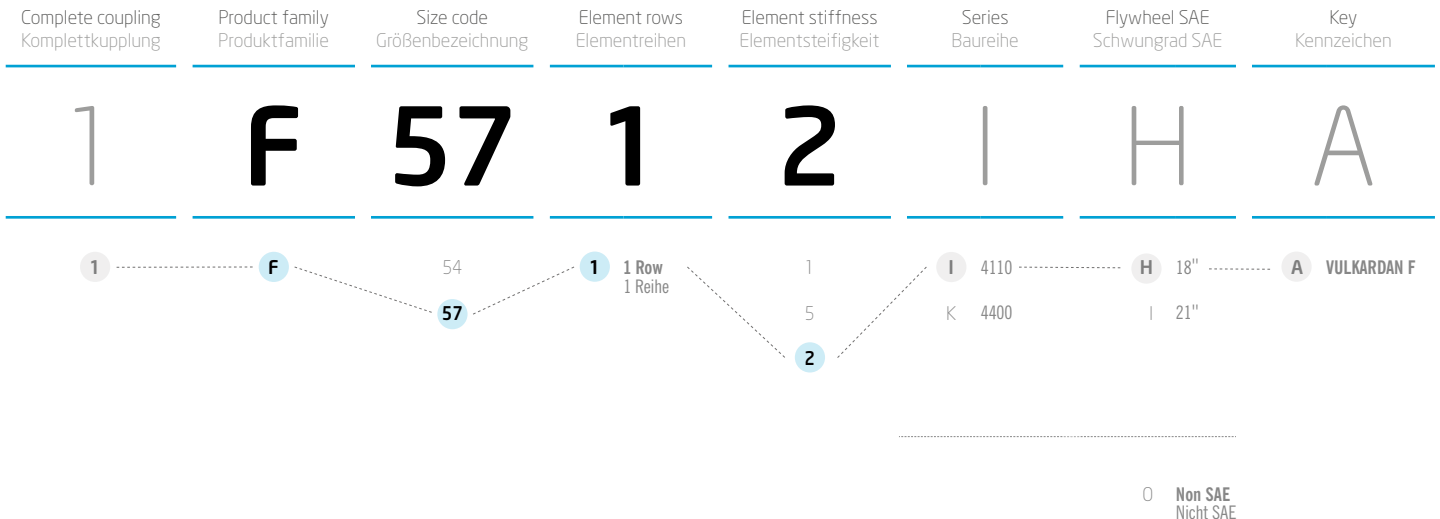 Complete coupling Product family Size code Element rows Element stiffness Series Flywheel SAE Key
Komplettkupplung Produktfamilie Größenbezeichnung Elementreihen Elementsteifigkeit Baureihe Schwungrad SAE Kennzeichen
1 F 57 1 2 I H A
1 F 54 1 1 Row 1 I 4110 H 18" A VULKARDAN F
1 Reihe
57 5 K 4400 I 21"
2
0 Non SAE
Nicht SAE